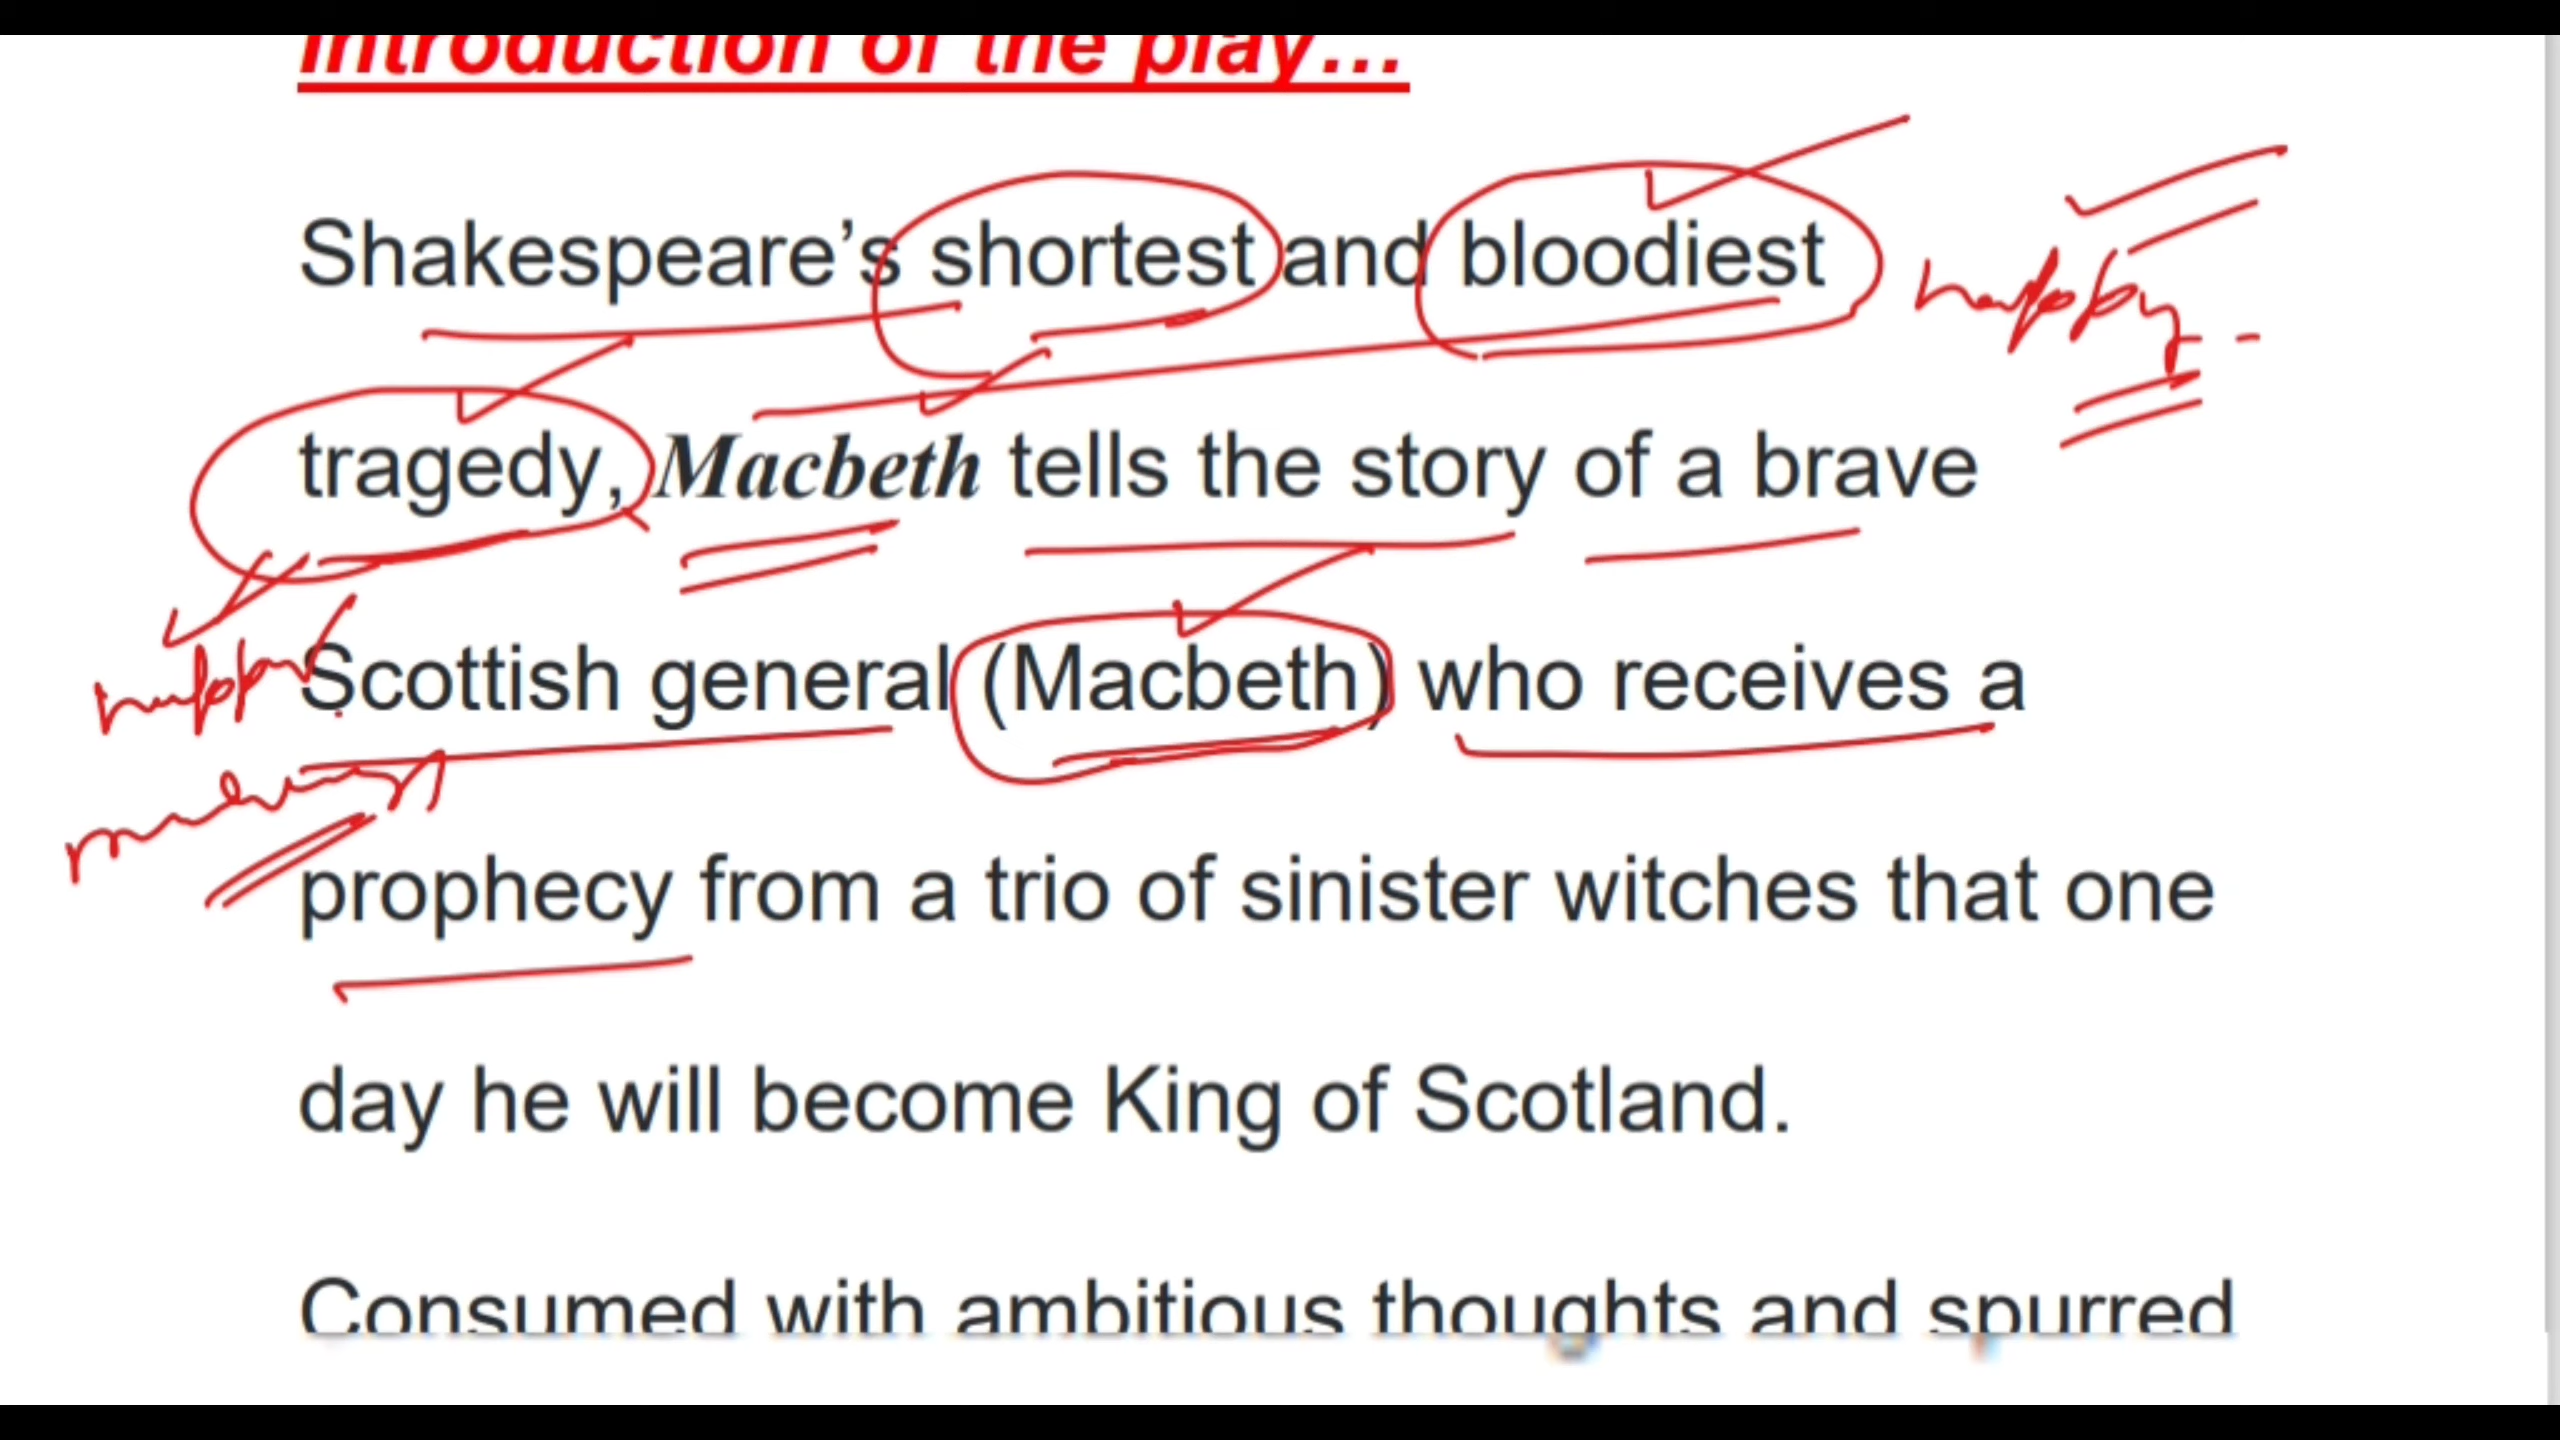 Introduction of the play...
Shakespeare’s shortest and bloodiest
happy
tragedy, Macbeth tells the story of a brave
Scottish general (Macbeth) who receives a
prophecy from a trio of sinister witches that one
day he will become King of Scotland.
Consumed with ambitious thoughts and spurred